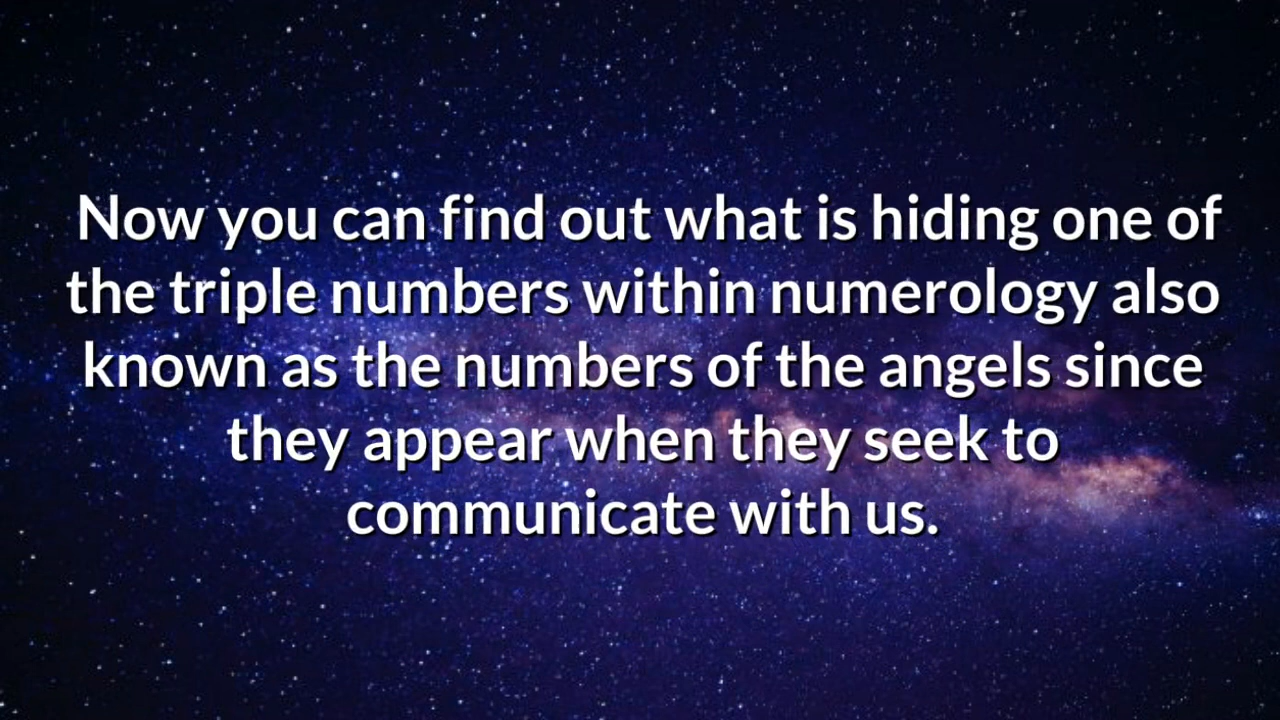 Now you can find out what is hiding one of
the triple numbers within numerology also
known as the numbers of the angels since
they appear when they seek to
communicate with us.